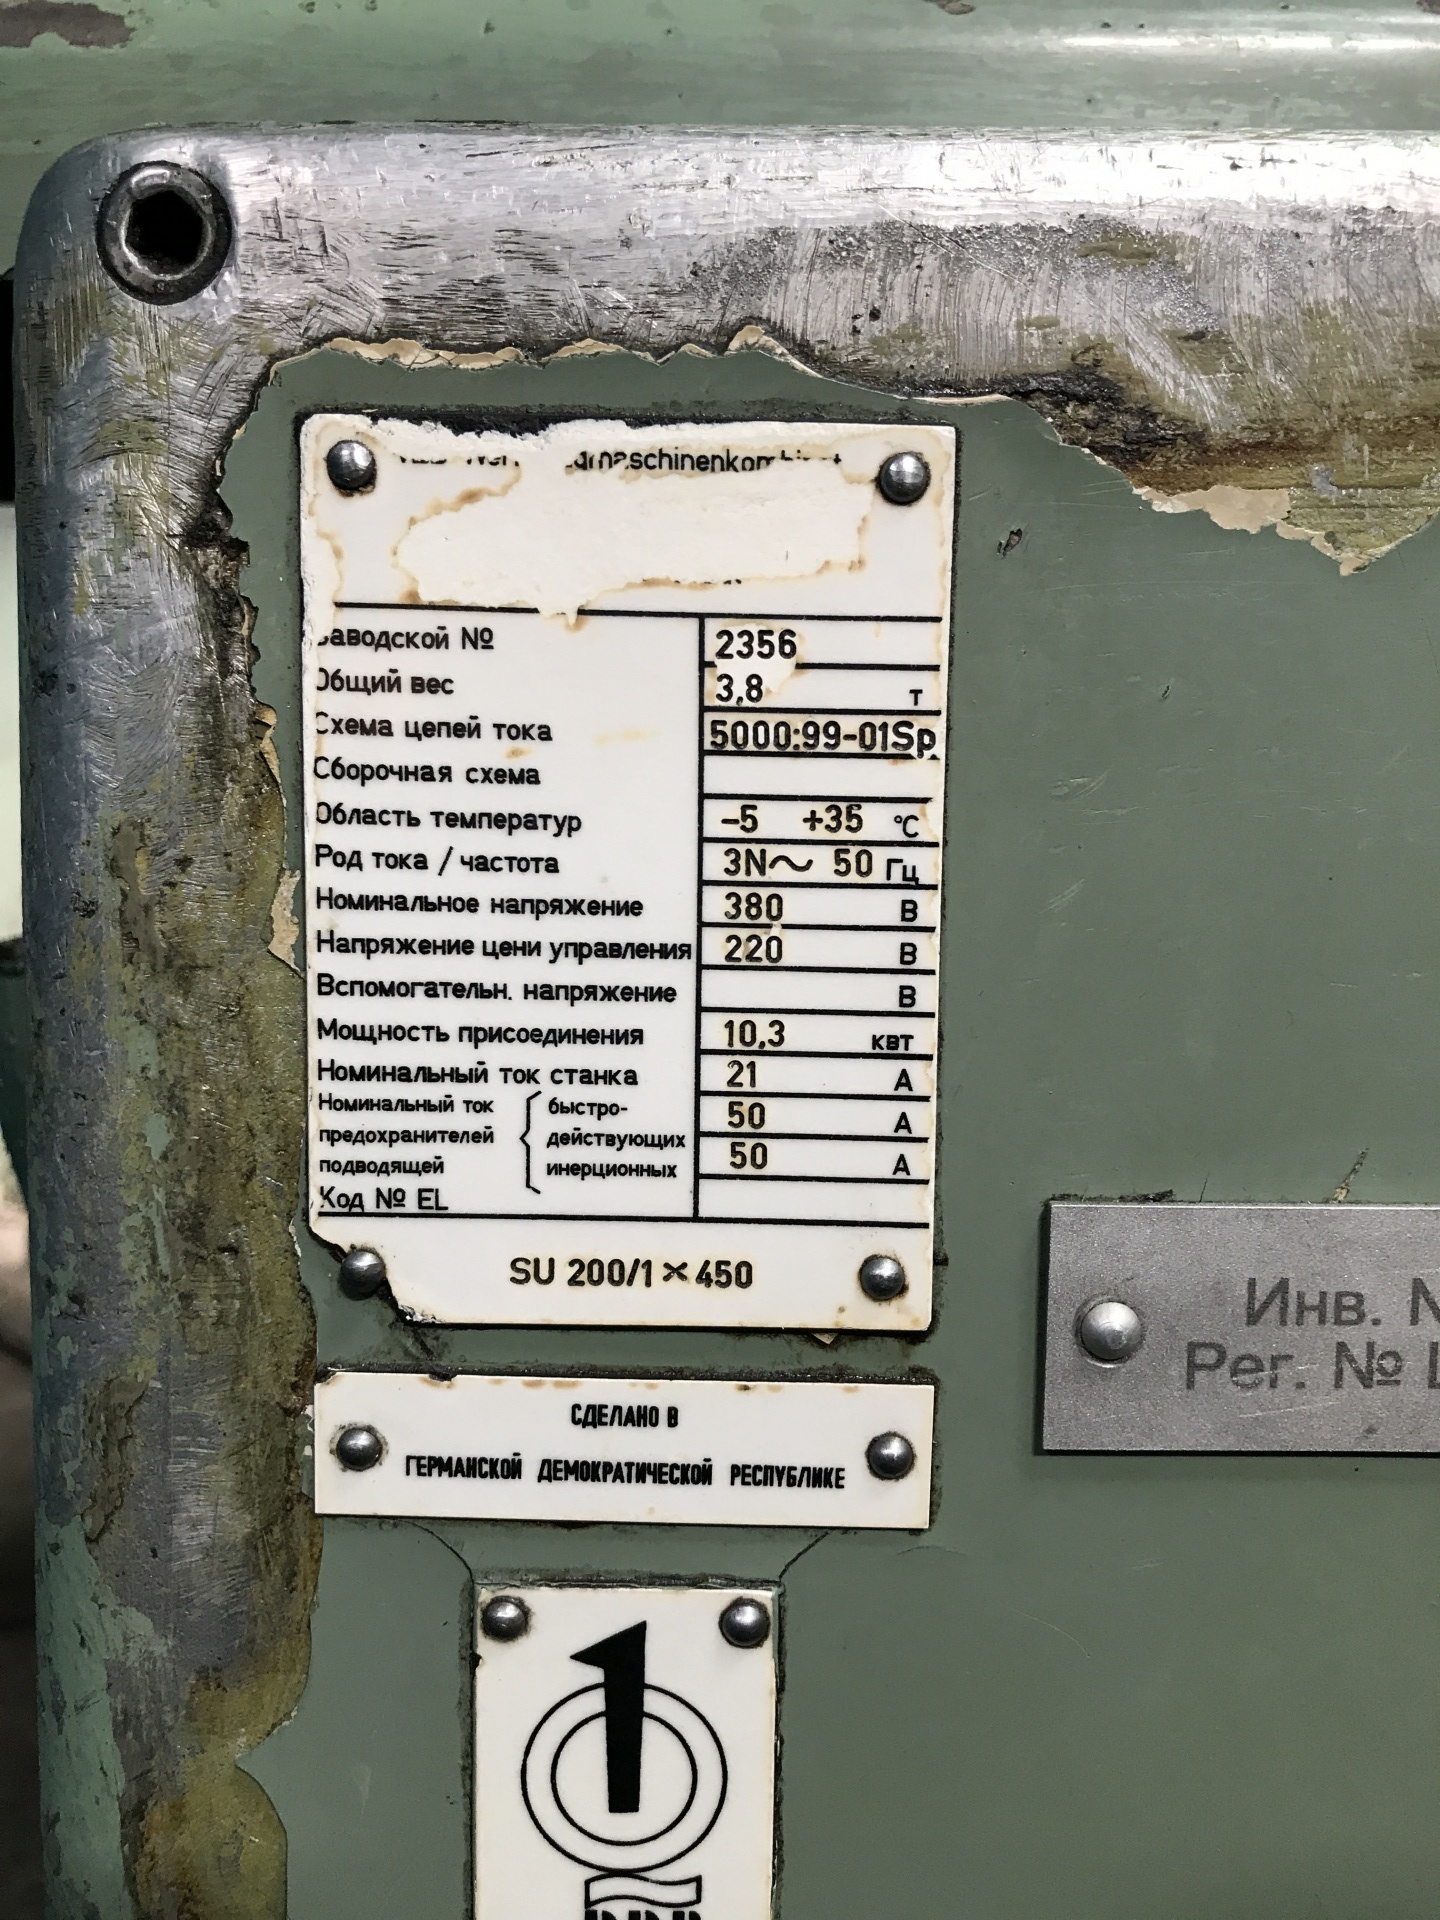 Заводской № 2356
Общий вес 3,8 т
Схема цепей тока 5000:99-01Sp.
Сборочная схема
Область температур –5 +35 °C
Род тока / частота 3N~ 50 Гц
Номинальное напряжение 380 В
Напряжение цени управления 220 В
Вспомогательн. напряжение В
Мощность присоединения 10,3 квт
Номинальный ток станка 21 А
Номинальный ток { быстро- 50 А
предохранителей действующих
подводящей инерционных 50 А
Код № EL
SU 200/1×450
СДЕЛАНО В
ГЕРМАНСКОЙ ДЕМОКРАТИЧЕСКОЙ РЕСПУБЛИКЕ
Инв.
Рег. №
1